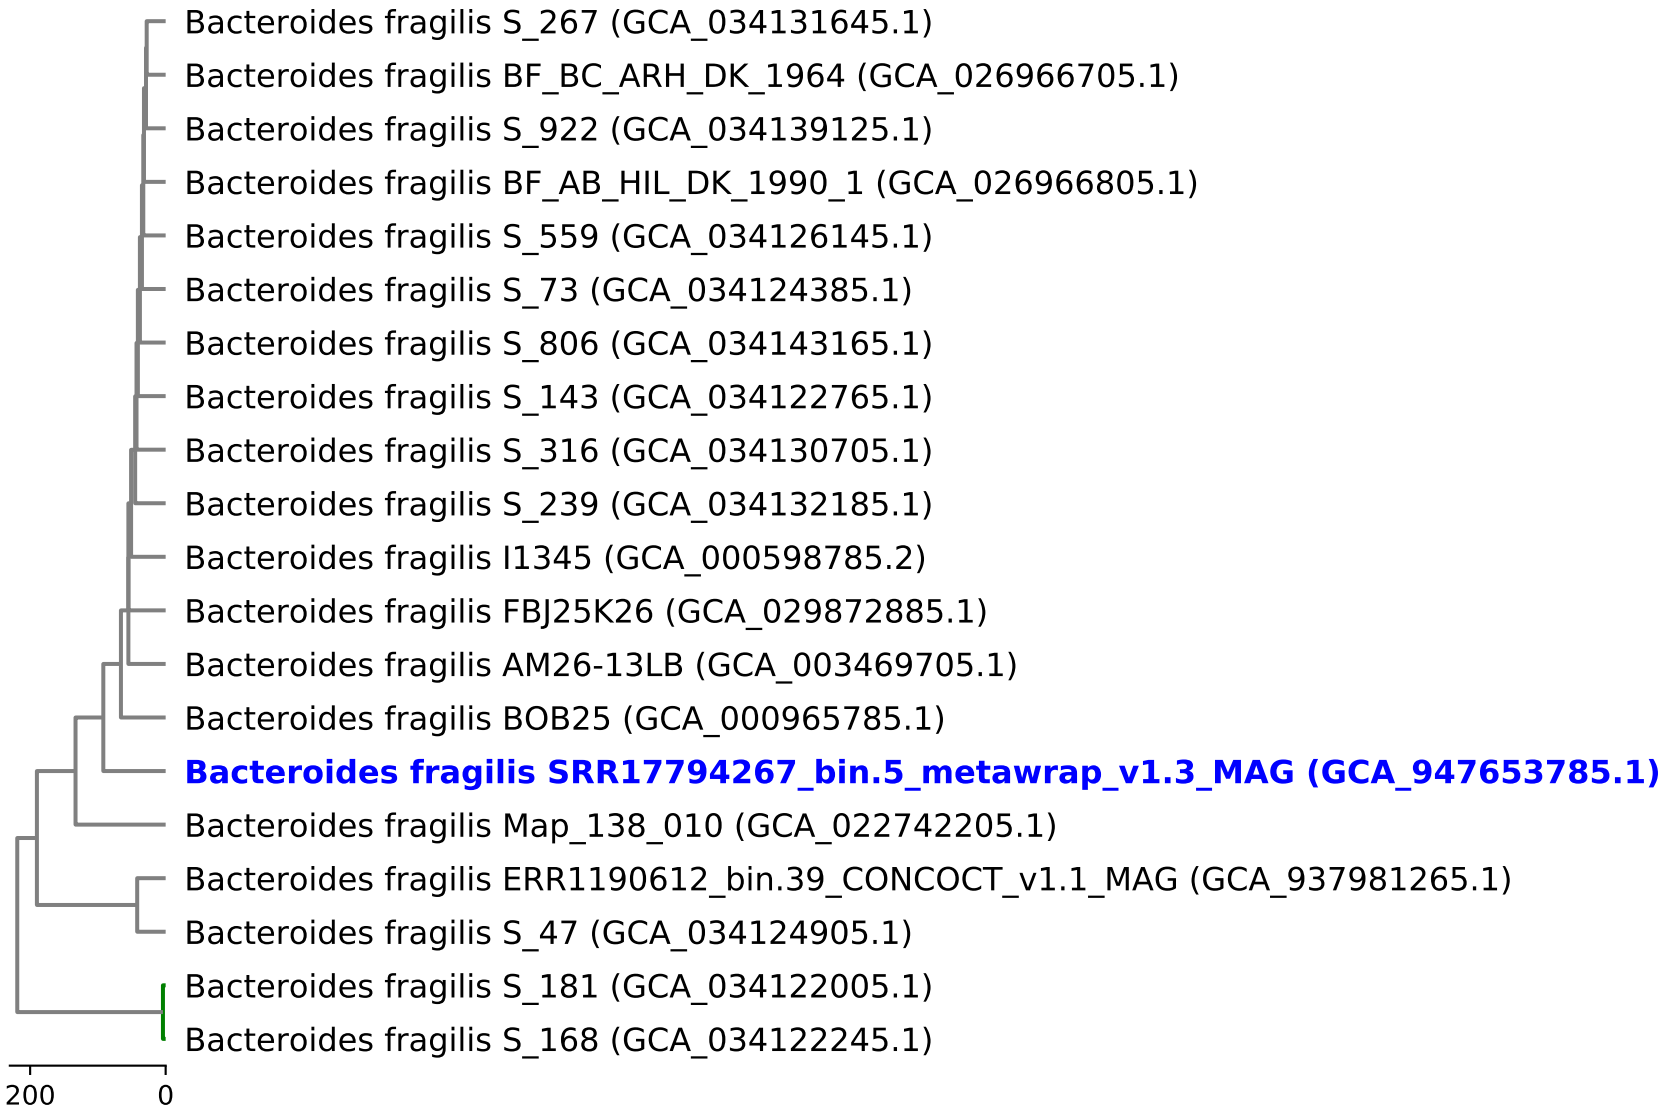 Bacteroides fragilis S_267 (GCA_034131645.1)
Bacteroides fragilis BF_BC_ARH_DK_1964 (GCA_026966705.1)
Bacteroides fragilis S_922 (GCA_034139125.1)
Bacteroides fragilis BF_AB_HIL_DK_1990_1 (GCA_026966805.1)
Bacteroides fragilis S_559 (GCA_034126145.1)
Bacteroides fragilis S_73 (GCA_034124385.1)
Bacteroides fragilis S_806 (GCA_034143165.1)
Bacteroides fragilis S_143 (GCA_034122765.1)
Bacteroides fragilis S_316 (GCA_034130705.1)
Bacteroides fragilis S_239 (GCA_034132185.1)
Bacteroides fragilis I1345 (GCA_000598785.2)
Bacteroides fragilis FBJ25K26 (GCA_029872885.1)
Bacteroides fragilis AM26-13LB (GCA_003469705.1)
Bacteroides fragilis BOB25 (GCA_000965785.1)
Bacteroides fragilis SRR17794267_bin.5_metawrap_v1.3_MAG (GCA_947653785.1)
Bacteroides fragilis Map_138_010 (GCA_022742205.1)
Bacteroides fragilis ERR1190612_bin.39_CONCOCT_v1.1_MAG (GCA_937981265.1)
Bacteroides fragilis S_47 (GCA_034124905.1)
Bacteroides fragilis S_181 (GCA_034122005.1)
Bacteroides fragilis S_168 (GCA_034122245.1)
200 0